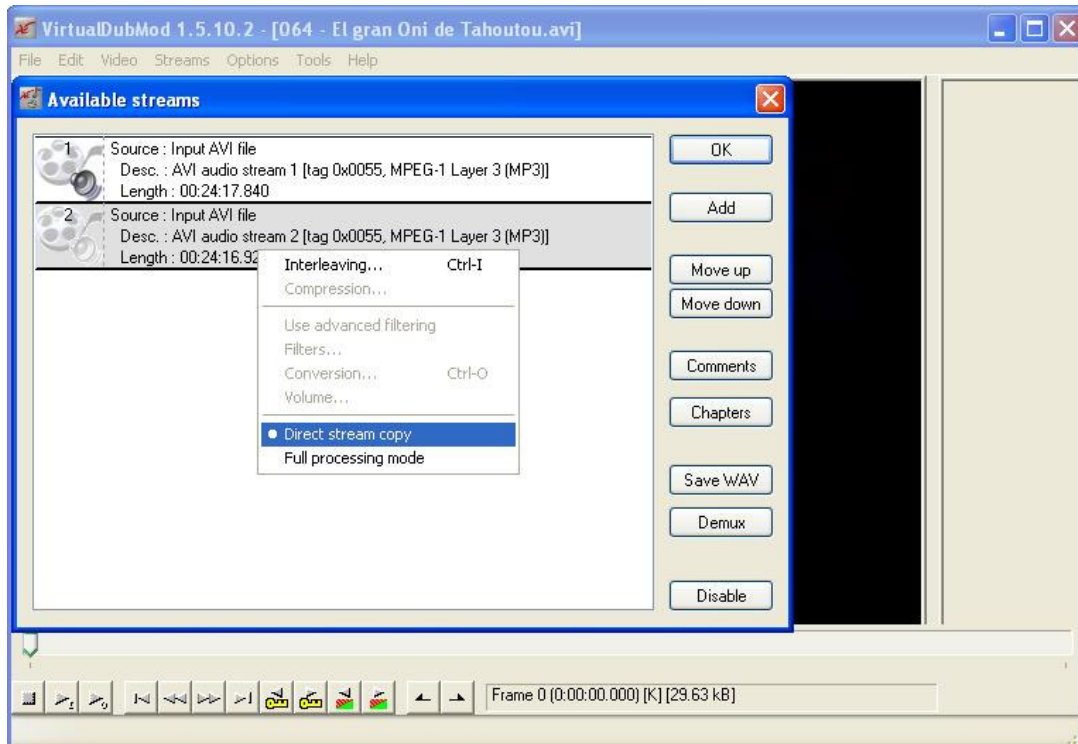 VirtualDubMod 1.5.10.2 - [064 - El gran Oni de Tahoutou.avi]
File Edit Video Streams Options Tools Help
Available streams
1
Source : Input AVI file
Desc. : AVI audio stream 1 [tag 0x0055, MPEG-1 Layer 3 (MP3)]
Length : 00:24:17.840
2
Source : Input AVI file
Desc. : AVI audio stream 2 [tag 0x0055, MPEG-1 Layer 3 (MP3)]
Length : 00:24:16.92
Interleaving... Ctrl-I
Compression...
Use advanced filtering
Filters...
Conversion... Ctrl-O
Volume...
Direct stream copy
Full processing mode
OK
Add
Move up
Move down
Comments
Chapters
Save WAV
Demux
Disable
Frame 0 (0:00:00.000) [K] [29.63 kB]